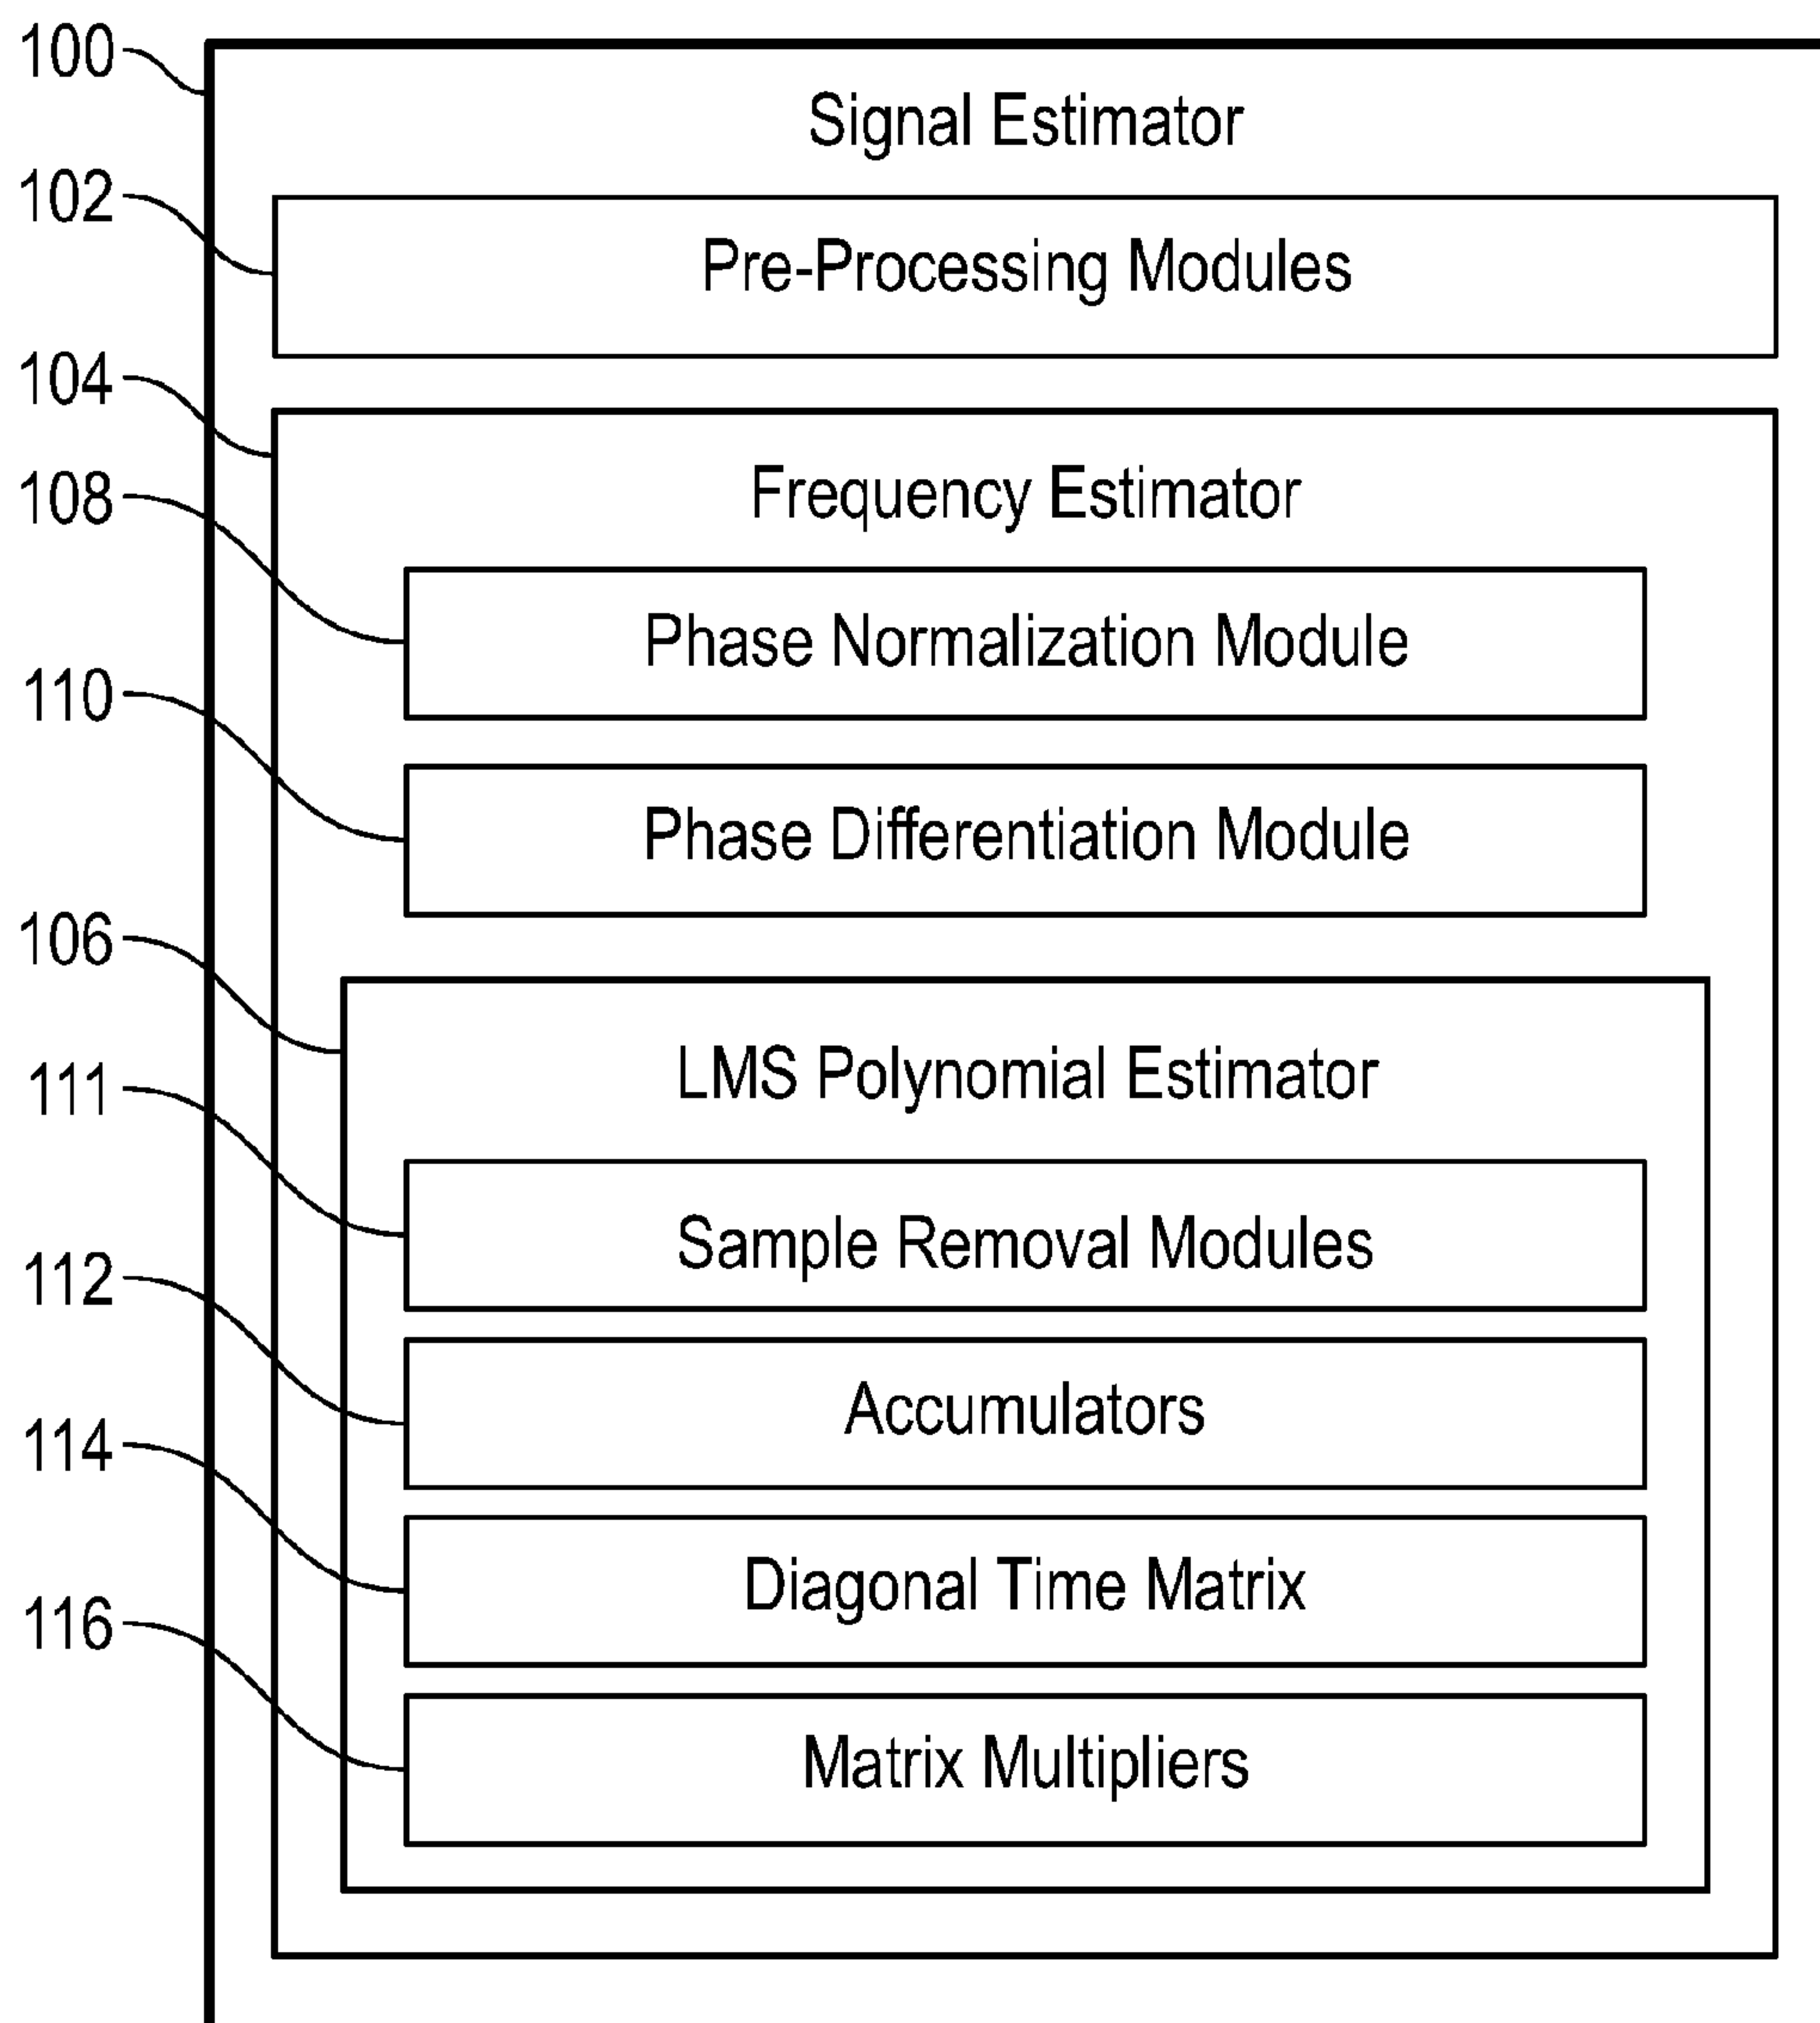 100
Signal Estimator
102
Pre-Processing Modules
104
Frequency Estimator
108
Phase Normalization Module
110
Phase Differentiation Module
106
LMS Polynomial Estimator
111
Sample Removal Modules
112
Accumulators
114
Diagonal Time Matrix
116
Matrix Multipliers